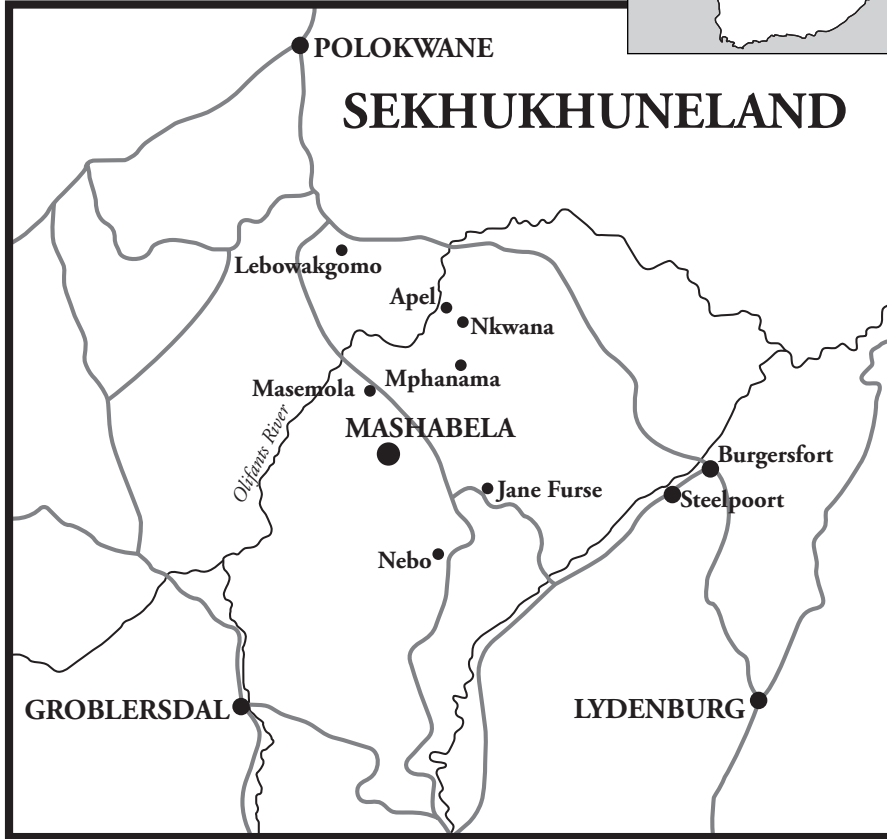 POLOKWANE
SEKHUKHUNELAND
Lebowakgomo
Apel
Nkwana
Mphanama
Masemola
MASHABELA
Olifants River
Burgersfort
Jane Furse
Steelpoort
Nebo
GROBLERSDAL
LYDENBURG